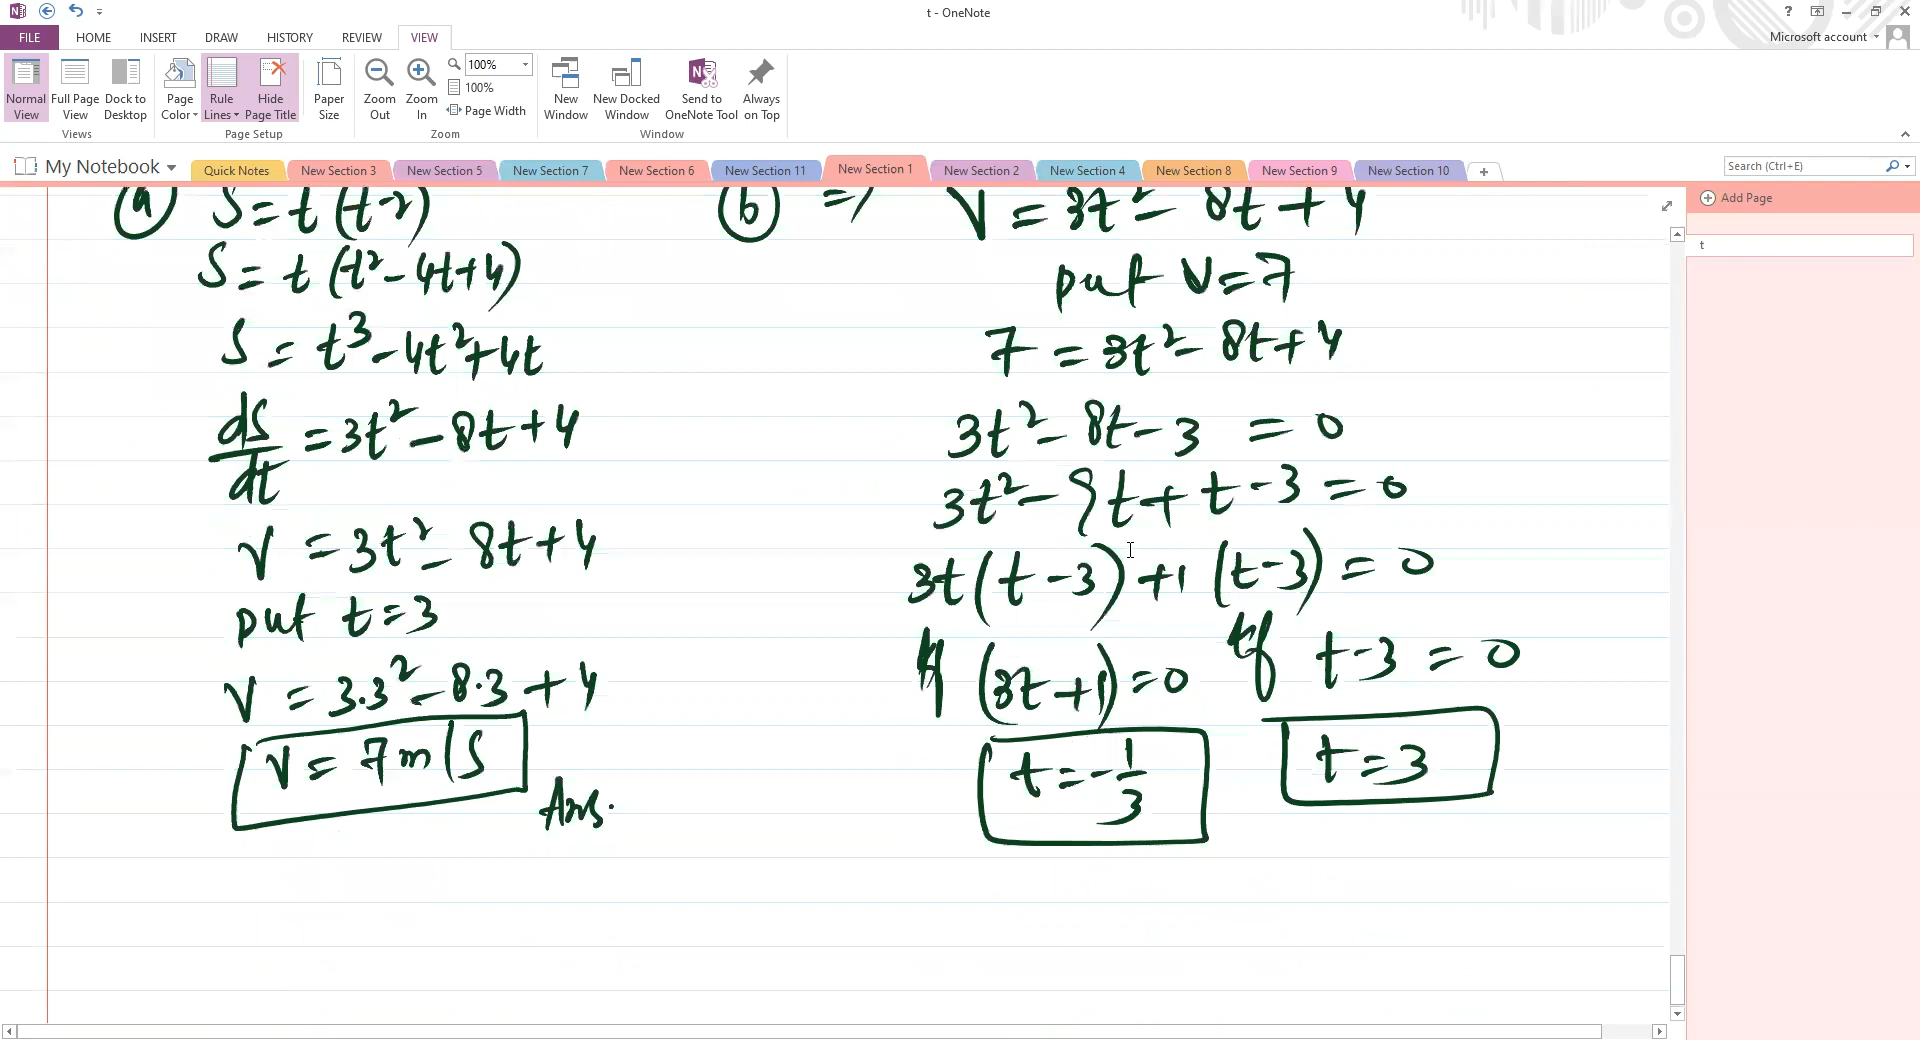 t - OneNote
FILE HOME INSERT DRAW HISTORY REVIEW VIEW
Microsoft account
Normal View
Full Page View
Dock to Desktop
Views
Page Color
Rule Lines
Hide Page Title
Paper Size
Page Setup
Zoom Out
Zoom In
100%
100%
Page Width
Zoom
New Window
New Docked Window
Send to OneNote Tool
Always on Top
Window
My Notebook
Quick Notes New Section 3 New Section 5 New Section 7 New Section 6 New Section 11 New Section 1 New Section 2 New Section 4 New Section 8 New Section 9 New Section 10
Search (Ctrl+E)
Add Page
t
(a) S = t (t-2)
S = t (t² - 4t+4)
S = t³ - 4t² + 4t
dS/dt = 3t² - 8t + 4
V = 3t² - 8t + 4
put t = 3
V = 3.3² - 8.3 + 4
V = 7 m/S
Ans.
(b) => V = 3t² - 8t + 4
put V = 7
7 = 3t² - 8t + 4
3t² - 8t - 3 = 0
3t² - 9t + t - 3 = 0
3t (t - 3) + 1 (t - 3) = 0
If (3t + 1) = 0 If t - 3 = 0
t = -1/3 t = 3